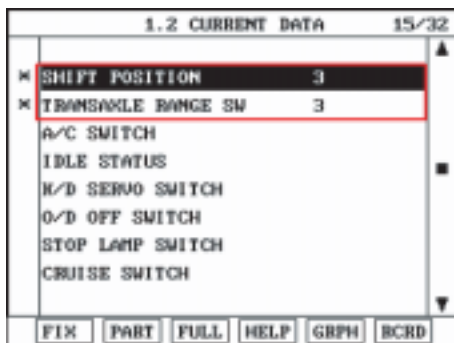 1.2 CURRENT DATA 15/32
* SHIFT POSITION 3
* TRANSAXLE RANGE SW 3
A/C SWITCH
IDLE STATUS
K/D SERVO SWITCH
O/D OFF SWITCH
STOP LAMP SWITCH
CRUISE SWITCH
FIX PART FULL HELP GRPH RCRD